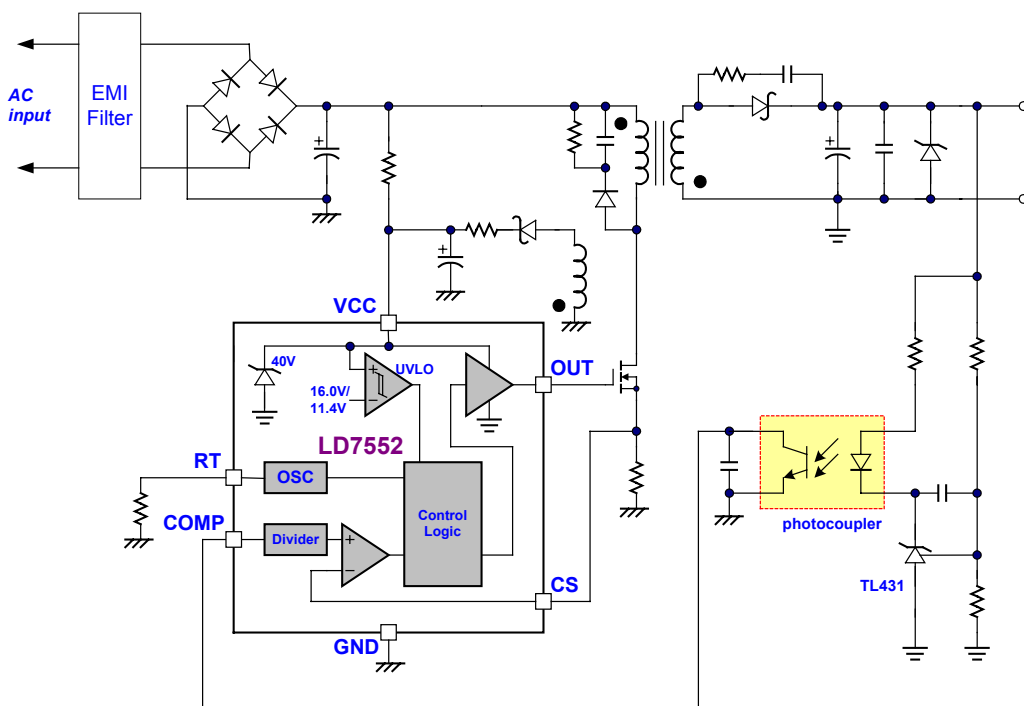 AC
input
EMI
Filter
+
+
+
VCC
40V
+
UVLO
16.0V/
11.4V
−
OUT
LD7552
RT
OSC
COMP
Divider
+
−
Control
Logic
CS
GND
photocoupler
TL431